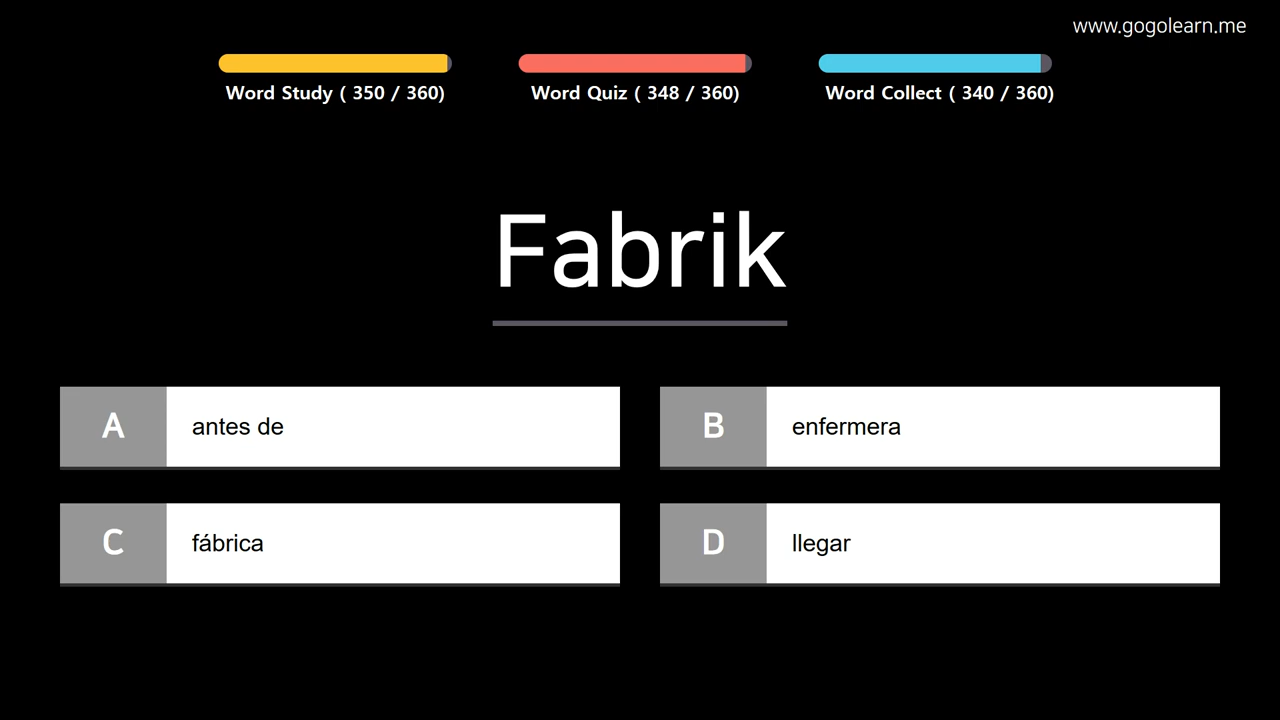 www.gogolearn.me
Word Study ( 350 / 360)
Word Quiz ( 348 / 360)
Word Collect ( 340 / 360)
Fabrik
A antes de
B enfermera
C fábrica
D llegar